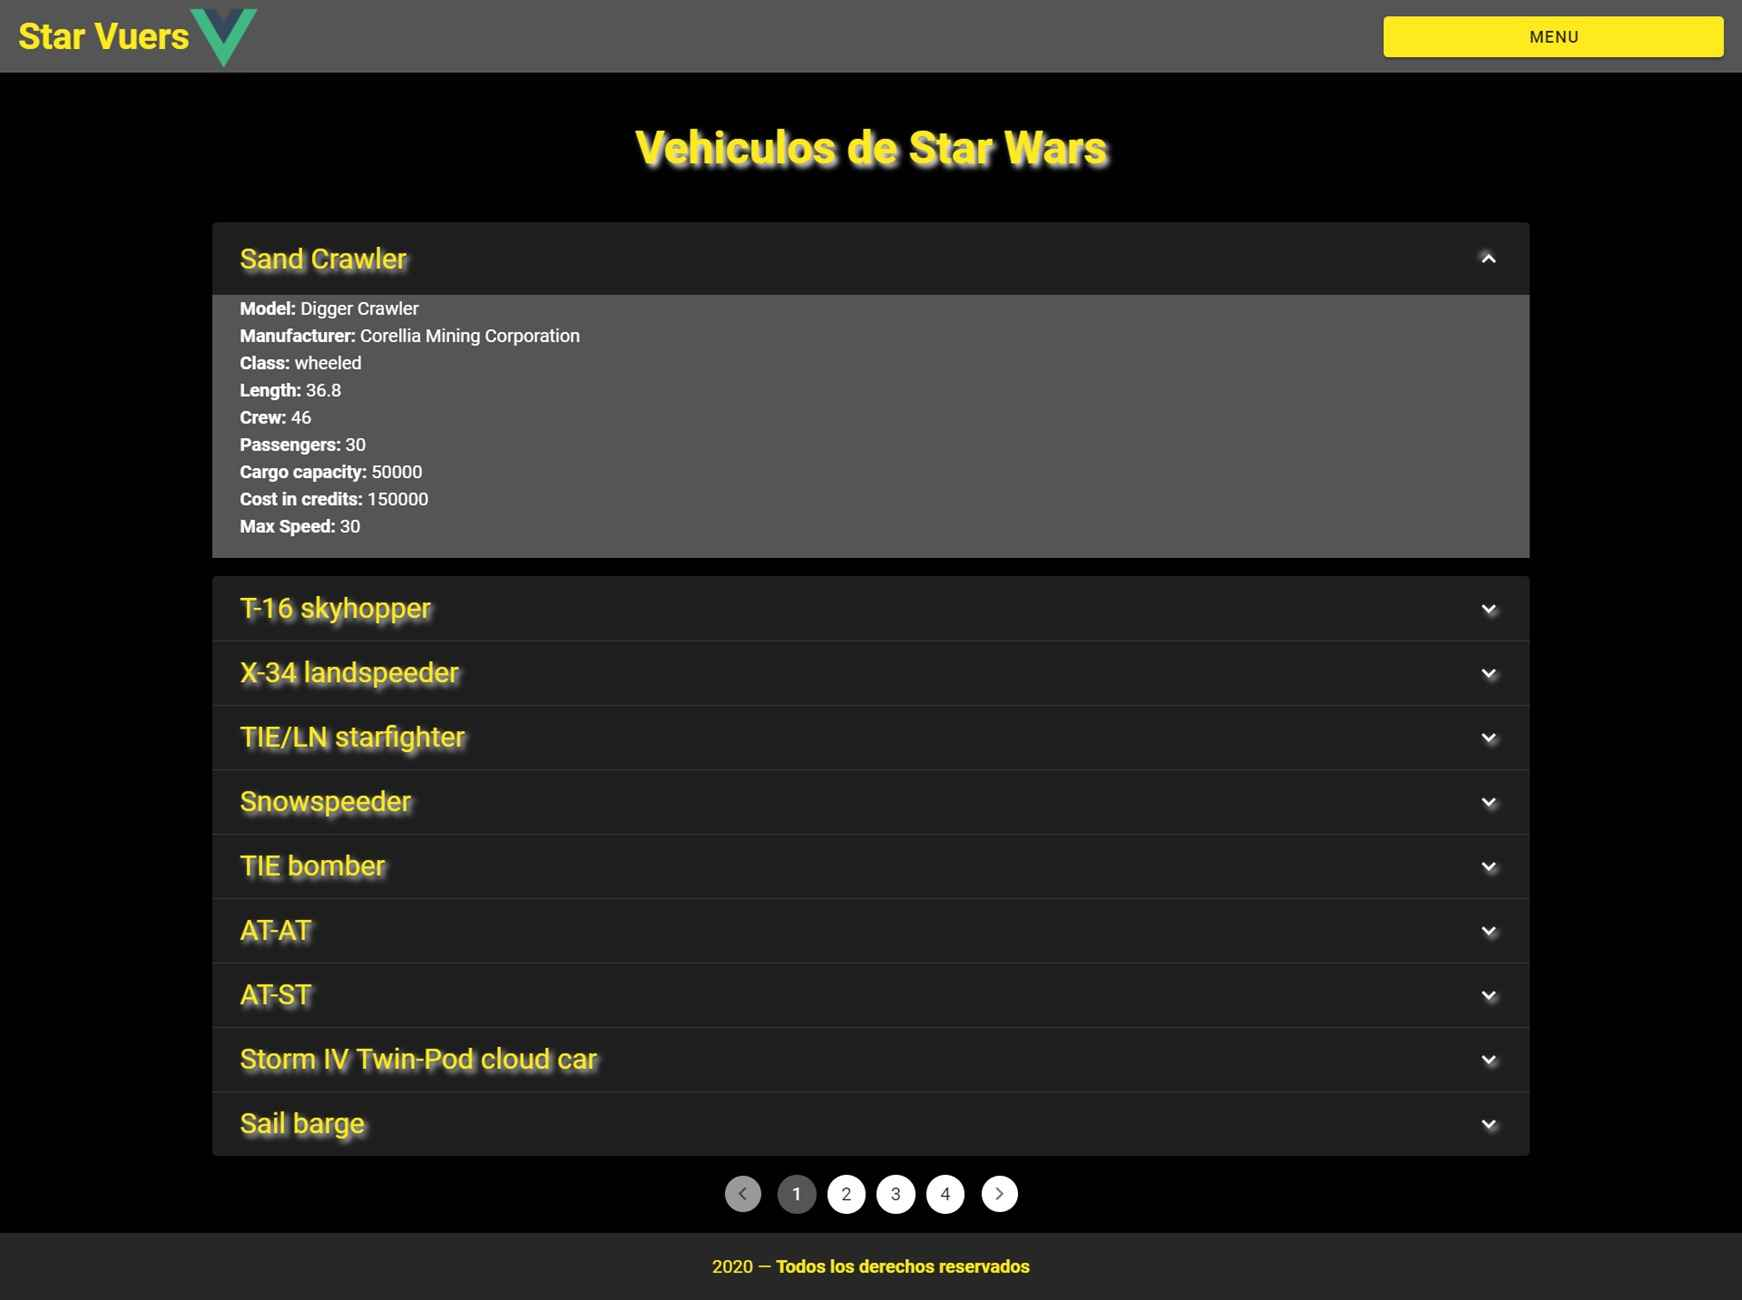 Star Vuers
MENU
Vehiculos de Star Wars
Sand Crawler
Model: Digger Crawler
Manufacturer: Corellia Mining Corporation
Class: wheeled
Length: 36.8
Crew: 46
Passengers: 30
Cargo capacity: 50000
Cost in credits: 150000
Max Speed: 30
T-16 skyhopper
X-34 landspeeder
TIE/LN starfighter
Snowspeeder
TIE bomber
AT-AT
AT-ST
Storm IV Twin-Pod cloud car
Sail barge
1 2 3 4
2020 — Todos los derechos reservados